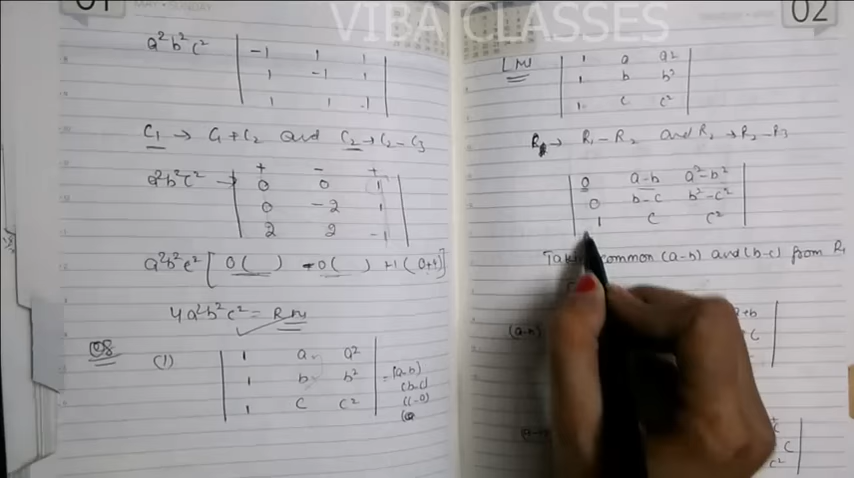 VIBA CLASSES
02
a²b²c² | -1 1 1 |
| 1 -1 1 |
| 1 1 -1 |
C₁ → C₁+C₂ and C₂→C₂-C₃
+ - +
a²b²c² → | 0 0 1 |
| 0 -2 1 |
| 2 2 -1 |
a²b²c² [ 0( ) -0( ) +1(0+4)]
4a²b²c² =
Q8
(1) | 1 a a² |
| 1 b b² | = (a-b)
(b-c)
| 1 c c² |
| 1 a a² |
| 1 b b² |
| 1 c c² |
R₁→ R₁-R₂ and R₂→R₂-R₃
| 0 a-b a²-b² |
| 0 b-c b²-c² |
| 1 c c² |
common (a-b) and (b-c) from R₁